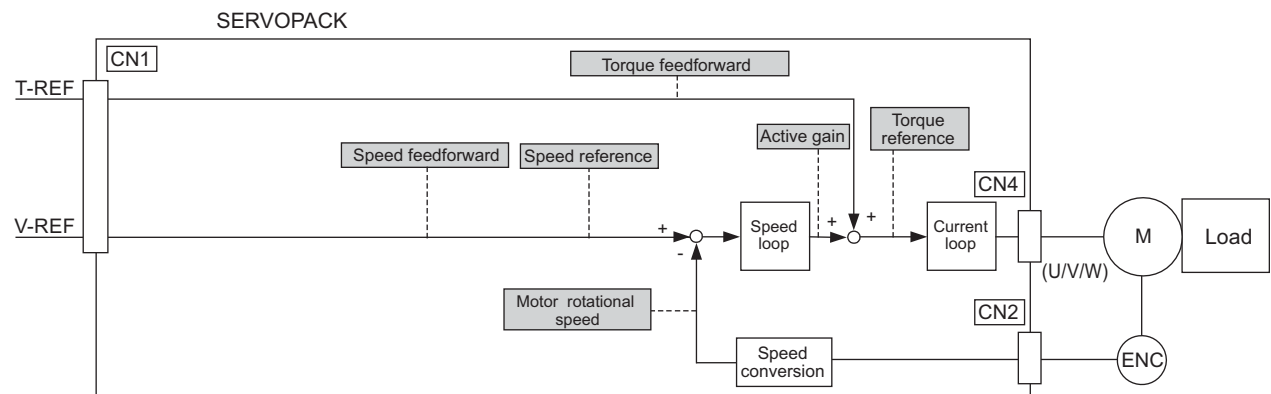 SERVOPACK
CN1
T-REF
Torque feedforward
Speed feedforward
Speed reference
Active gain
Torque
reference
CN4
V-REF
+
-
Speed
loop
+
+
Current
loop
(U/V/W)
M
Load
Motor rotational
speed
CN2
Speed
conversion
ENC